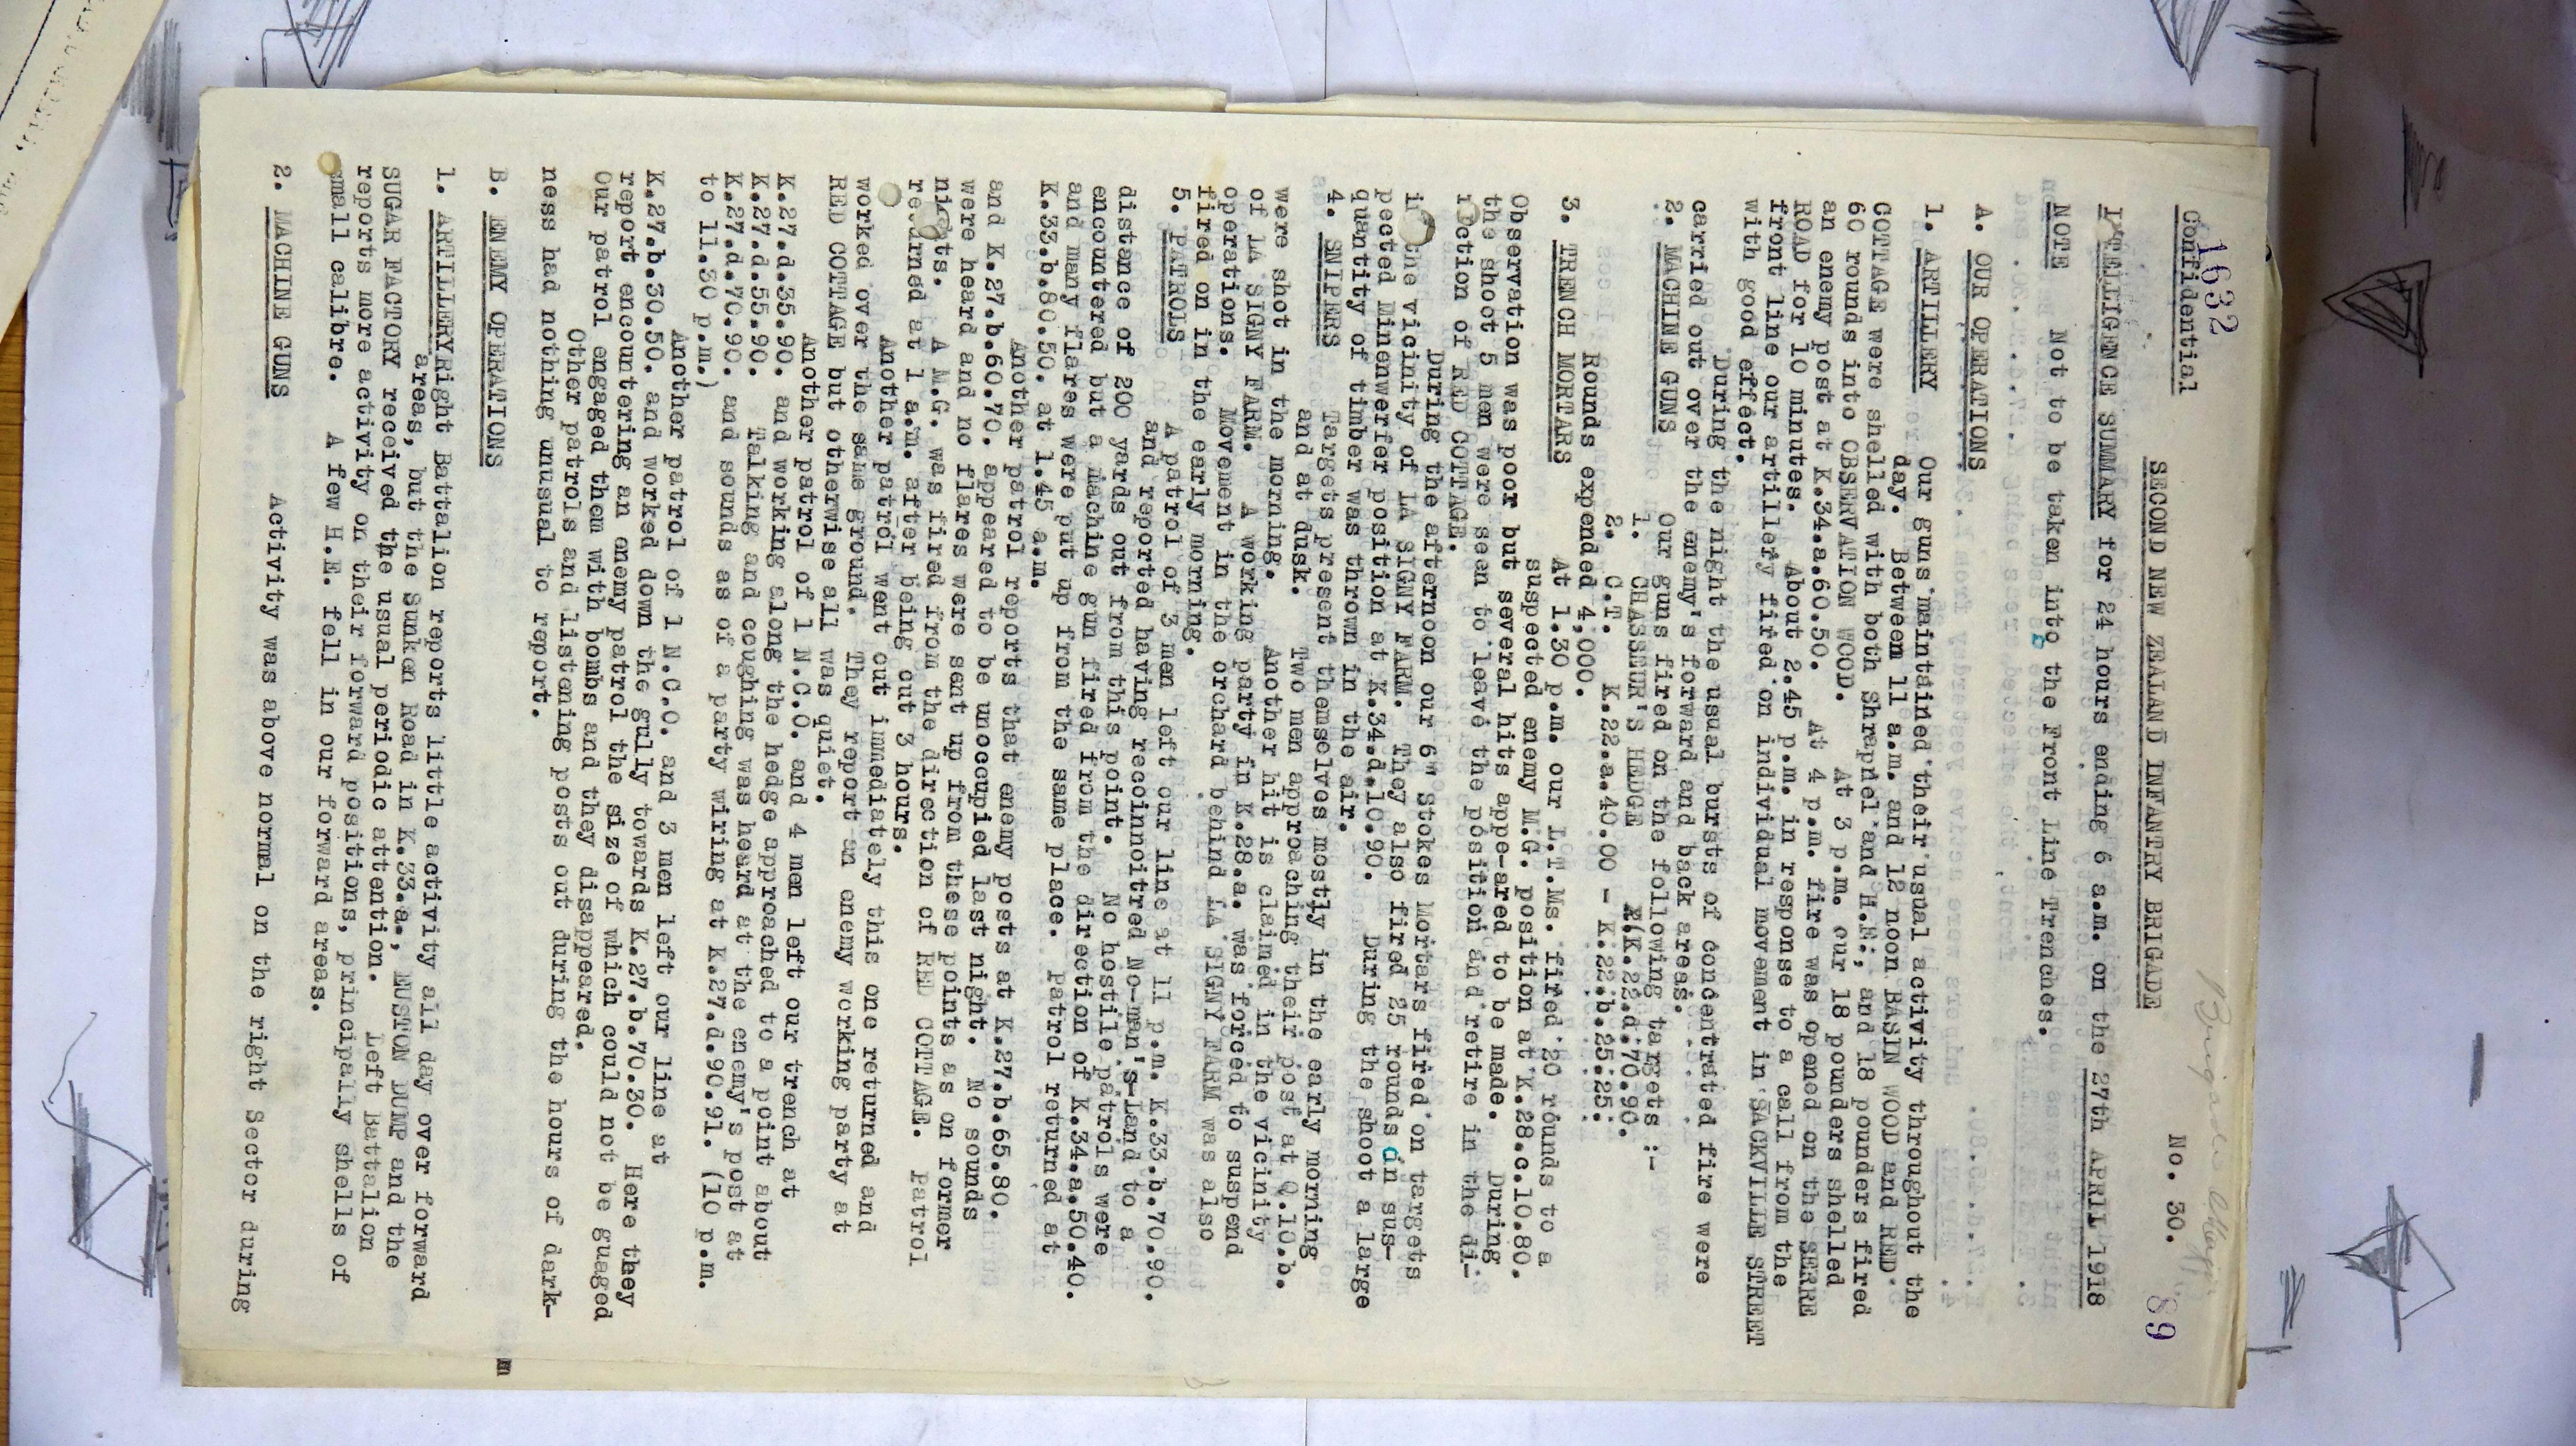 1632
Confidential
No. 30.
89
SECOND NEW ZEALAND INFANTRY BRIGADE
INTELLIGENCE SUMMARY for 24 hours ending 6 a.m. on the 27th APRIL 1918
NOTE Not to be taken into the Front Line Trenches.
A. OUR OPERATIONS
1. ARTILLERY Our guns maintained their usual activity throughout the
day. Between 11 a.m. and 12 noon BASIN WOOD and RED
COTTAGE were shelled with both Shrapnel and H.E., and 18 pounders fired
60 rounds into OBSERVATION WOOD. At 3 p.m. our 18 pounders shelled
an enemy post at K.34.a.60.50. At 4 p.m. fire was opened on the SERRE
ROAD for 10 minutes. About 2.45 p.m. in response to a call from the
front line our artillery fired on individual movement in SACKVILLE STREET
with good effect.
During the night the usual bursts of concentrated fire were
carried out over the enemy's forward and back areas.
2. MACHINE GUNS Our guns fired on the following targets :-
1. CHASSEUR'S HEDGE (K.22.d.70.90.
2. C.T. K.22.a.40.00 - K.22.b.25.25.
Rounds expended 4,000.
3. TRENCH MORTARS At 1.30 p.m. our L.T.Ms. fired 20 rounds to a
suspected enemy M.G. position at K.28.c.10.80.
Observation was poor but several hits appe-ared to be made. During
the shoot 5 men were seen to leave the position and retire in the di-
rection of RED COTTAGE.
During the afternoon our 6" Stokes Mortars fired on targets
in the vicinity of LA SIGNY FARM. They also fired 25 rounds on sus-
pected Minenwerfer position at K.34.d.10.90. During the shoot a large
quantity of timber was thrown in the air.
4. SNIPERS Targets present themselves mostly in the early morning
and at dusk. Two men approaching their post at Q.10.b.
were shot in the morning. Another hit is claimed in the vicinity
of LA SIGNY FARM. A working party in K.28.a. was forced to suspend
operations. Movement in the orchard behind LA SIGNY FARM was also
fired on in the early morning.
5. PATROLS A patrol of 3 men left our line at 11 p.m. K.33.b.70.90.
and reported having reconnoitred No-man's-Land to a
distance of 200 yards out from this point. No hostile patrols were
encountered but a machine gun fired from the direction of K.34.a.50.40.
and many flares were put up from the same place. Patrol returned at
K.33.b.80.50. at 1.45 a.m.
Another patrol reports that enemy posts at K.27.b.65.80.
and K.27.b.60.70. appeared to be unoccupied last night. No sounds
were heard and no flares were sent up from these points as on former
nights. A M.G. was fired from the direction of RED COTTAGE. Patrol
returned at 1 a.m. after being out 3 hours.
Another patrol went out immediately this one returned and
worked over the same ground. They report an enemy working party at
RED COTTAGE but otherwise all was quiet.
Another patrol of 1 N.C.O. and 4 men left our trench at
K.27.d.35.90. and working along the hedge approached to a point about
K.27.d.55.90. Talking and coughing was heard at the enemy's post at
K.27.d.70.90. and sounds as of a party wiring at K.27.d.90.91. (10 p.m.
to 11.30 p.m.)
Another patrol of 1 N.C.O. and 3 men left our line at
K.27.b.30.50. and worked down the gully towards K.27.b.70.30. Here they
report encountering an enemy patrol the size of which could not be guaged
Our patrol engaged them with bombs and they disappeared.
Other patrols and listening posts out during the hours of dark-
ness had nothing unusual to report.
B. ENEMY OPERATIONS
1. ARTILLERY Right Battalion reports little activity all day over forward
areas, but the Sunken Road in K.33.a., EUSTON DUMP and the
SUGAR FACTORY received the usual periodic attention. Left Battalion
reports more activity on their forward positions, principally shells of
small calibre. A few H.E. fell in our forward areas.
2. MACHINE GUNS Activity was above normal on the right Sector during